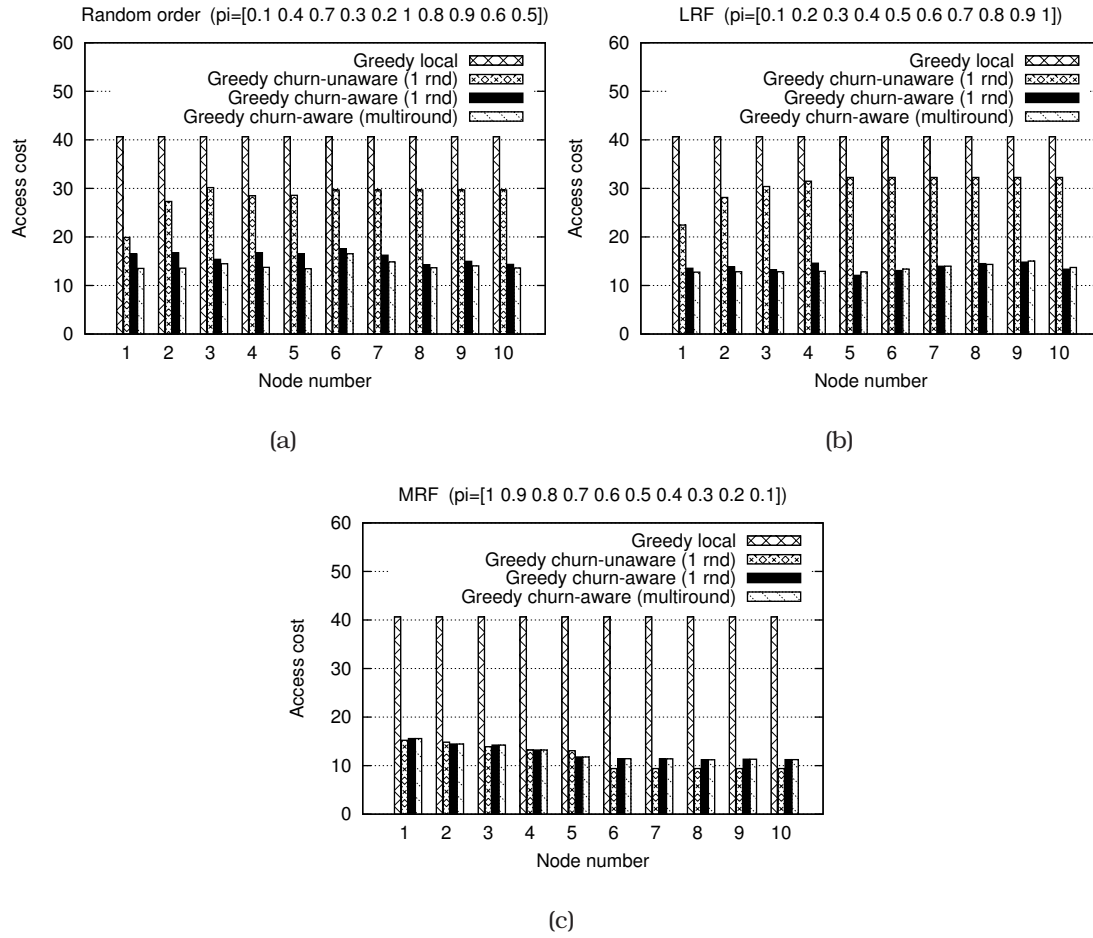 Random order (pi=[0.1 0.4 0.7 0.3 0.2 1 0.8 0.9 0.6 0.5])
60
50
40
30
20
10
0
Access cost
Greedy local
Greedy churn-unaware (1 rnd)
Greedy churn-aware (1 rnd)
Greedy churn-aware (multiround)
1 2 3 4 5 6 7 8 9 10
Node number
(a)
LRF (pi=[0.1 0.2 0.3 0.4 0.5 0.6 0.7 0.8 0.9 1])
60
50
40
30
20
10
0
Access cost
Greedy local
Greedy churn-unaware (1 rnd)
Greedy churn-aware (1 rnd)
Greedy churn-aware (multiround)
1 2 3 4 5 6 7 8 9 10
Node number
(b)
MRF (pi=[1 0.9 0.8 0.7 0.6 0.5 0.4 0.3 0.2 0.1])
60
50
40
30
20
10
0
Access cost
Greedy local
Greedy churn-unaware (1 rnd)
Greedy churn-aware (1 rnd)
Greedy churn-aware (multiround)
1 2 3 4 5 6 7 8 9 10
Node number
(c)